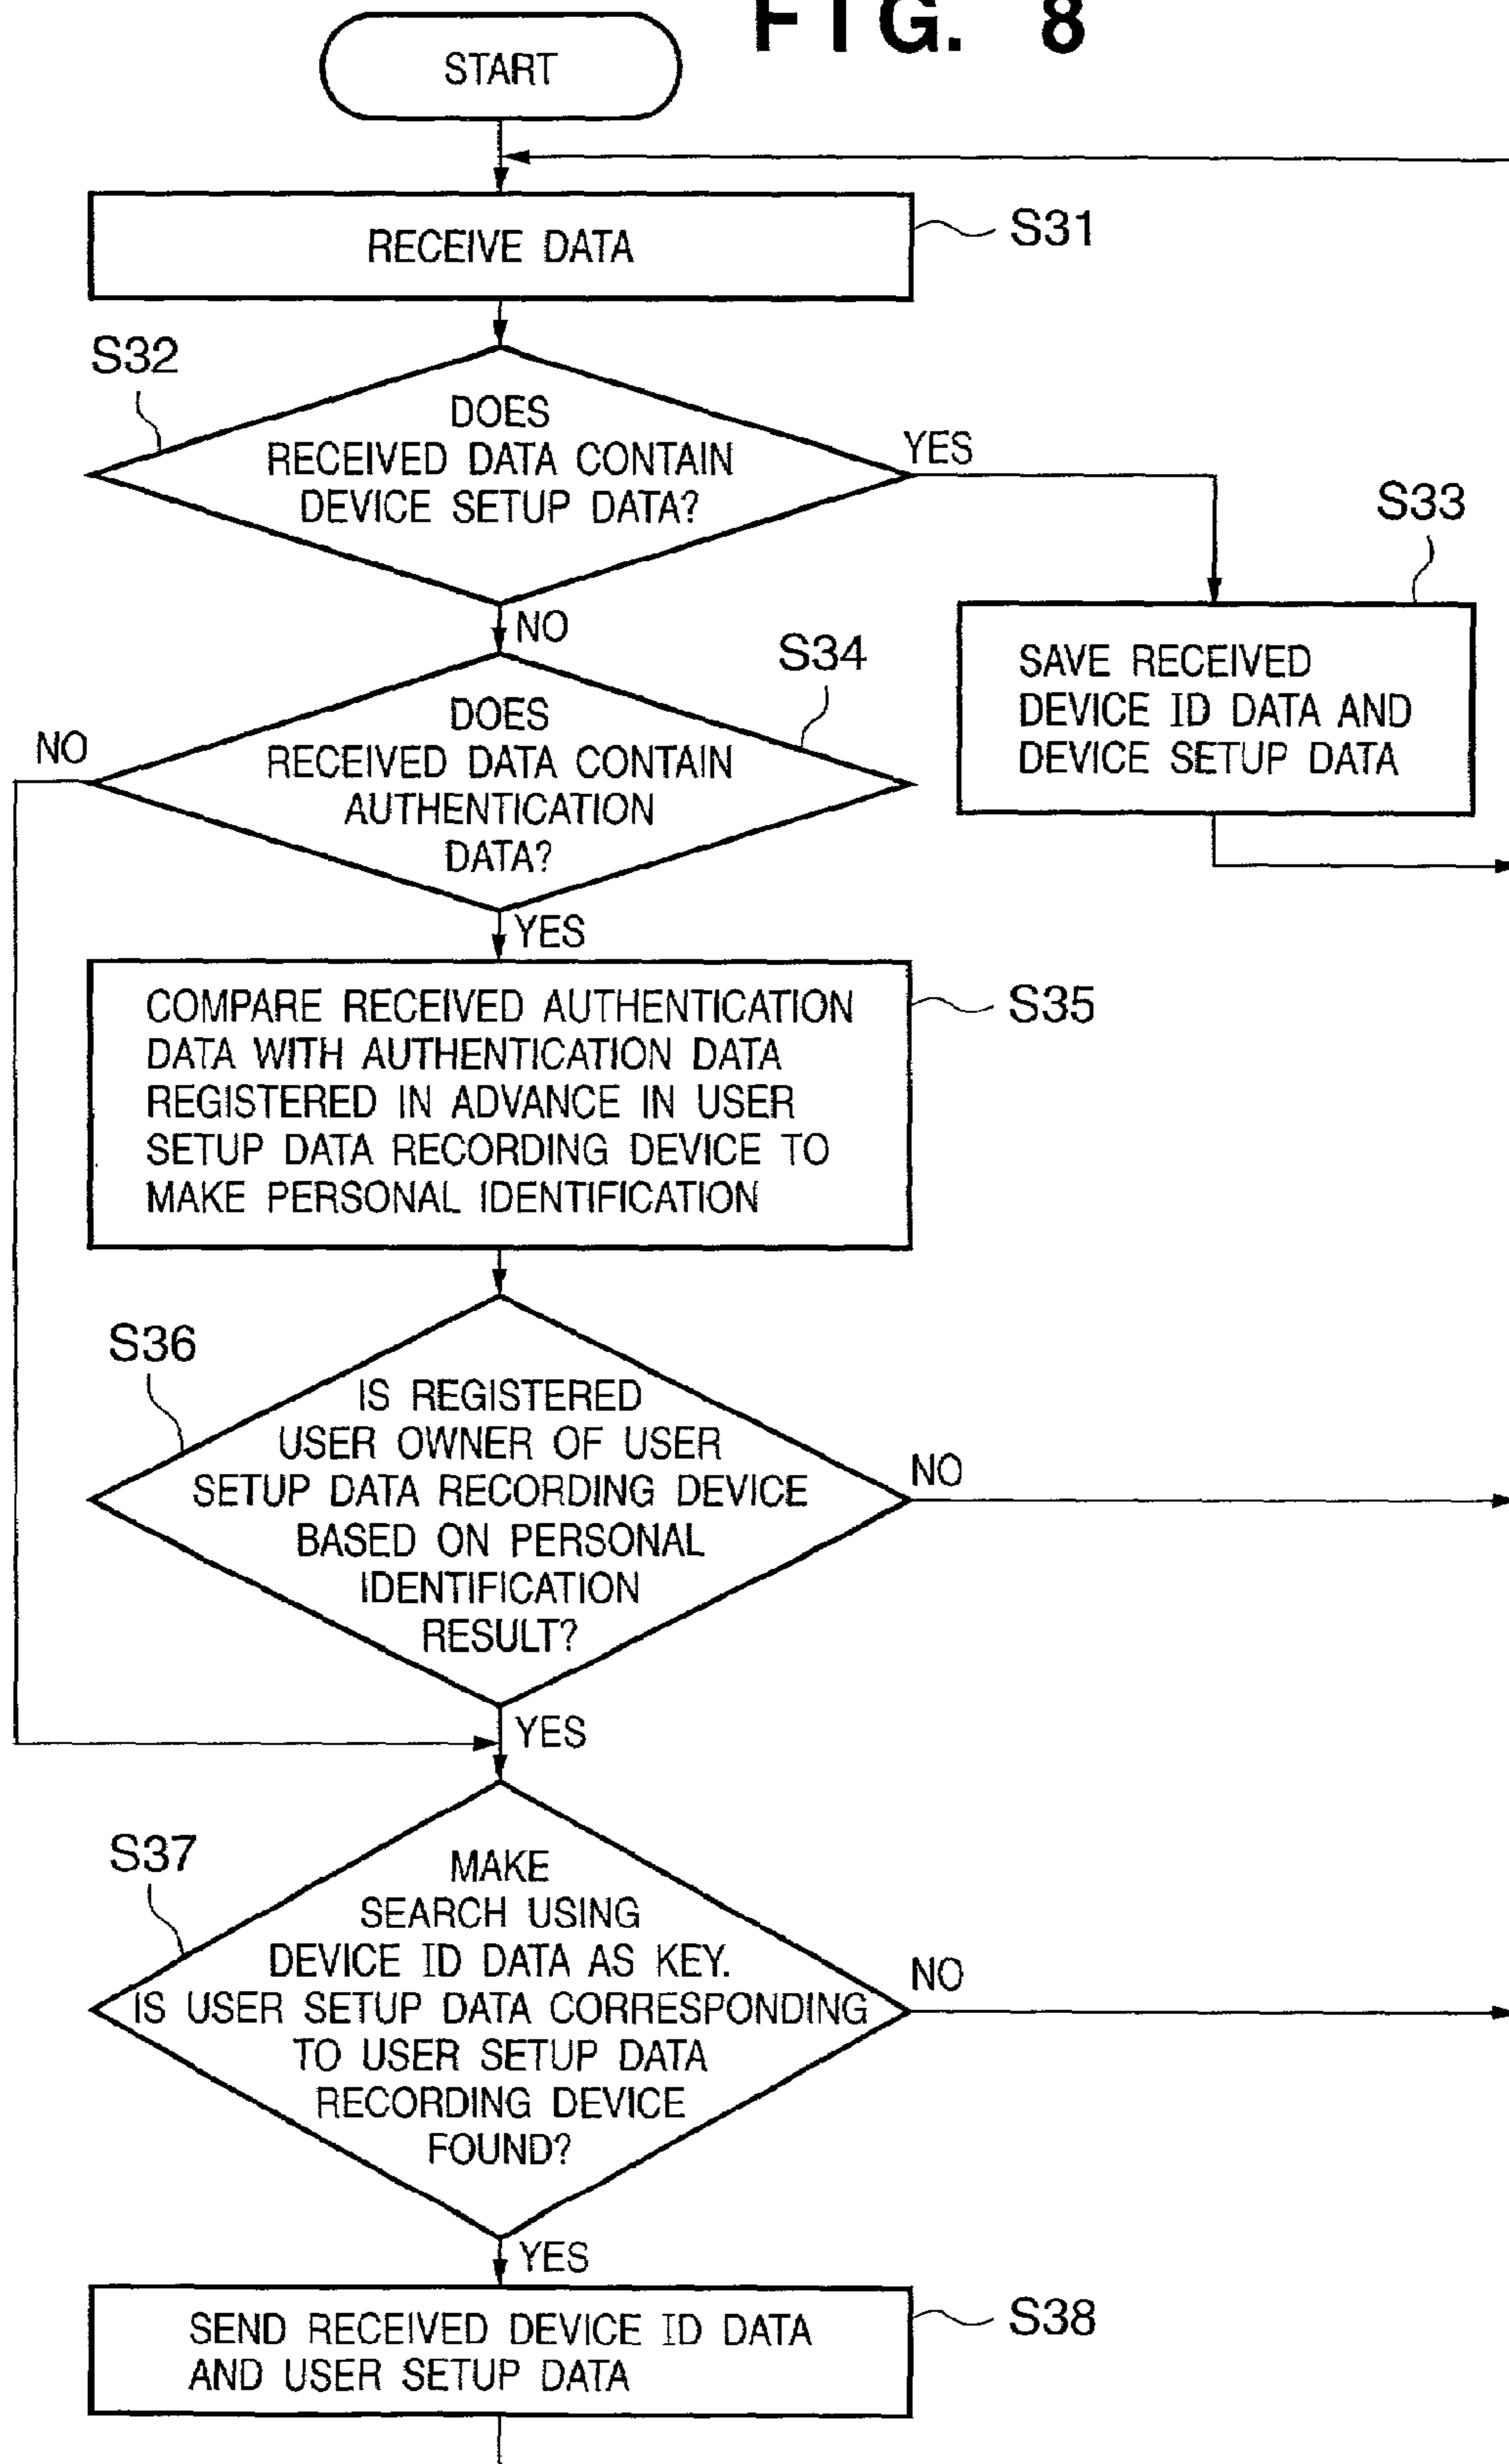 FIG. 8
START
RECEIVE DATA
S31
S32
DOES
RECEIVED DATA CONTAIN
DEVICE SETUP DATA?
YES
NO
S33
SAVE RECEIVED
DEVICE ID DATA AND
DEVICE SETUP DATA
S34
DOES
RECEIVED DATA CONTAIN
AUTHENTICATION
DATA?
NO
YES
COMPARE RECEIVED AUTHENTICATION
DATA WITH AUTHENTICATION DATA
REGISTERED IN ADVANCE IN USER
SETUP DATA RECORDING DEVICE TO
MAKE PERSONAL IDENTIFICATION
S35
S36
IS REGISTERED
USER OWNER OF USER
SETUP DATA RECORDING DEVICE
BASED ON PERSONAL
IDENTIFICATION
RESULT?
NO
YES
S37
MAKE
SEARCH USING
DEVICE ID DATA AS KEY.
IS USER SETUP DATA CORRESPONDING
TO USER SETUP DATA
RECORDING DEVICE
FOUND?
NO
YES
SEND RECEIVED DEVICE ID DATA
AND USER SETUP DATA
S38